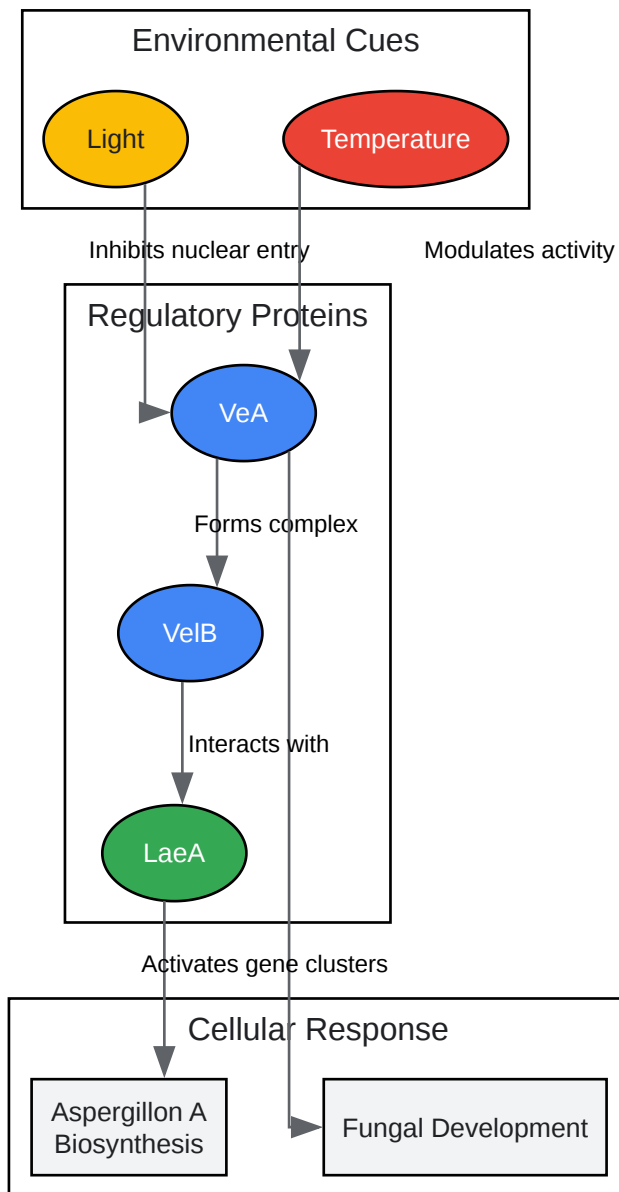 Environmental Cues
Light
Temperature
Inhibits nuclear entry
Modulates activity
Regulatory Proteins
VeA
Forms complex
VelB
Interacts with
LaeA
Activates gene clusters
Cellular Response
Aspergillon A
Biosynthesis
Fungal Development